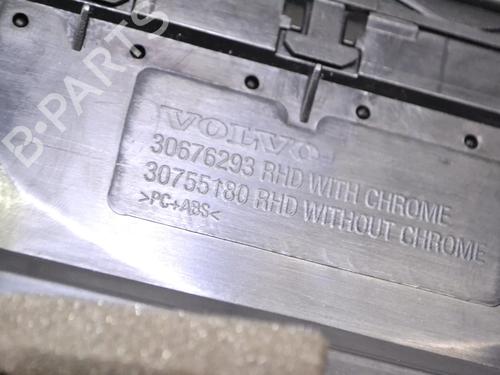 B-PARTS
VOLVO
30676293 RHD WITH CHROME
30755180 RHD WITHOUT CHROME
>PC+ABS<